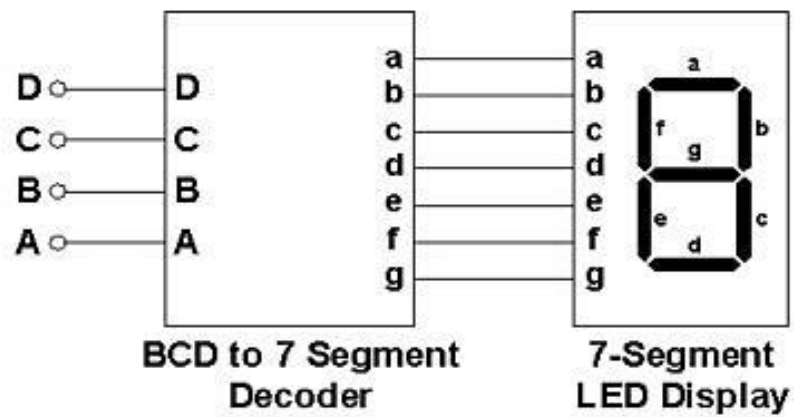 D D a a a
C C b b f b
B B c c g
A A d d
e e e c
f f d
g g
BCD to 7 Segment
Decoder
7-Segment
LED Display